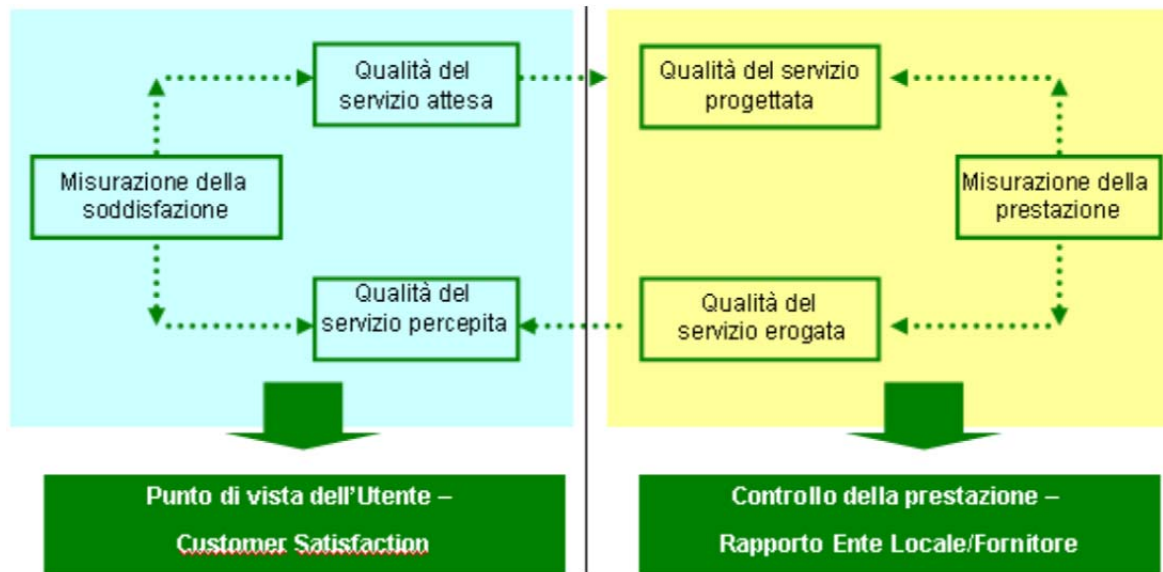 Qualità del
servizio attesa
Qualità del servizio
progettata
Misurazione della
soddisfazione
Misurazione della
prestazione
Qualità del
servizio percepita
Qualità del
servizio erogata
Punto di vista dell'Utente –
Customer Satisfaction
Controllo della prestazione –
Rapporto Ente Locale/Fornitore